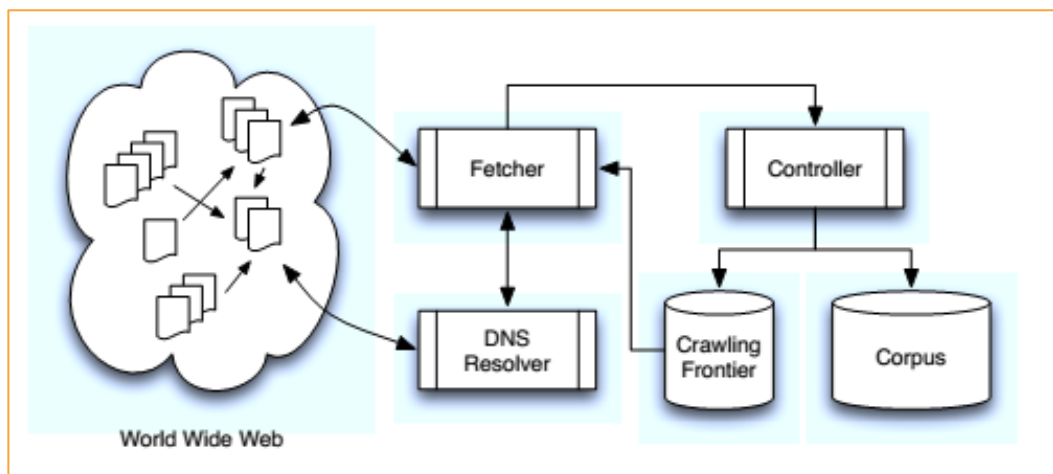 Fetcher
Controller
DNS
Resolver
Crawling
Frontier
Corpus
World Wide Web